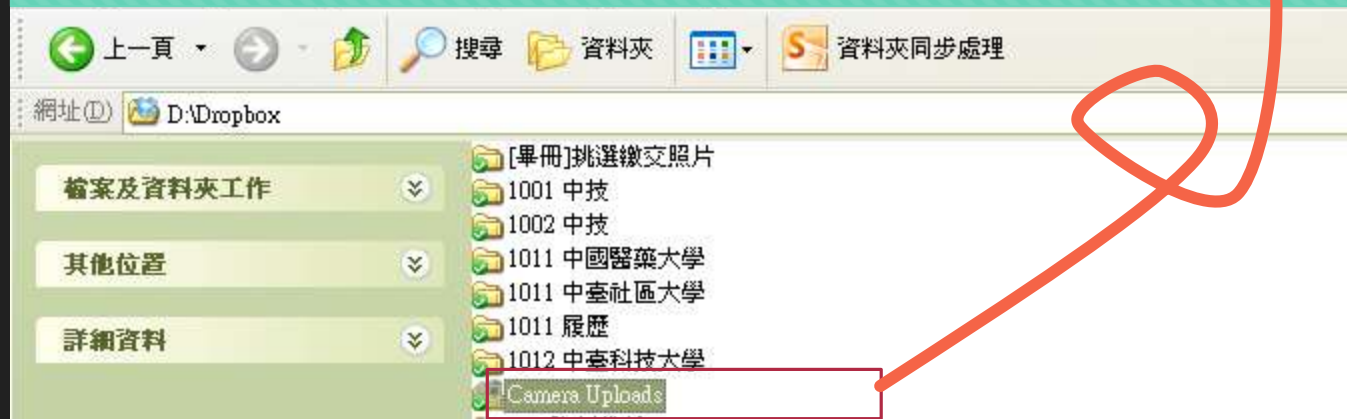 上一頁 搜尋 資料夾 資料夾同步處理
網址(D) D:\Dropbox
檔案及資料夾工作
其他位置
詳細資料
[畢冊]挑選繳交照片
1001 中技
1002 中技
1011 中國醫藥大學
1011 中臺社區大學
1011 履歷
1012 中臺科技大學
Camera Uploads